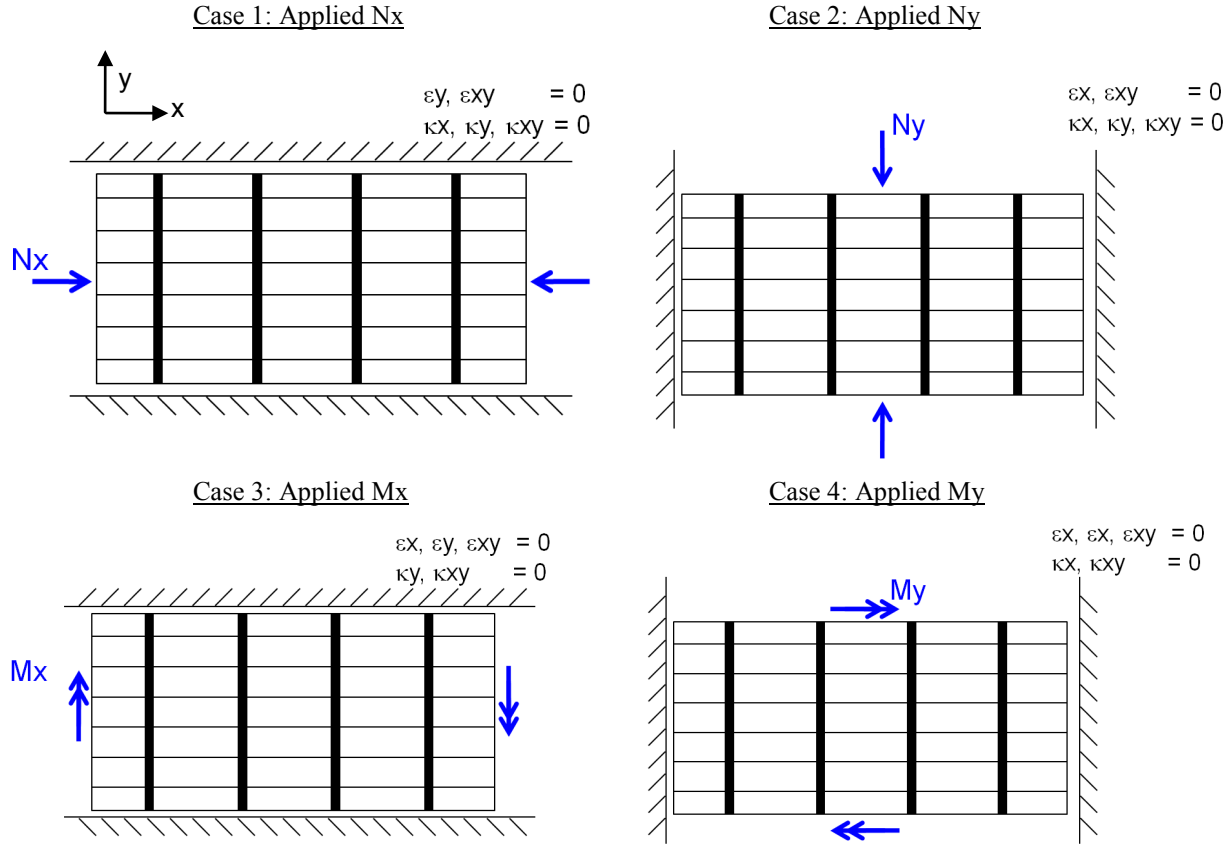 Case 1: Applied Nx
y
x
εy, εxy = 0
κx, κy, κxy = 0
Nx
Case 2: Applied Ny
εx, εxy = 0
κx, κy, κxy = 0
Ny
Case 3: Applied Mx
εx, εy, εxy = 0
κy, κxy = 0
Mx
Case 4: Applied My
εx, εx, εxy = 0
κx, κxy = 0
My